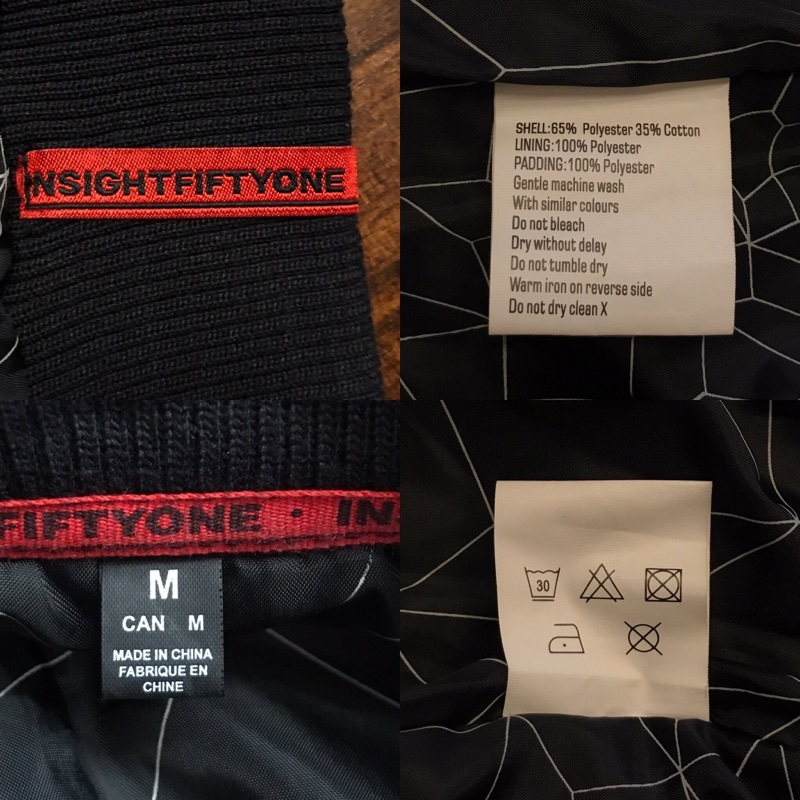 INSIGHTFIFTYONE
SHELL:65% Polyester 35% Cotton
LINING:100% Polyester
PADDING:100% Polyester
Gentle machine wash
With similar colours
Do not bleach
Dry without delay
Do not tumble dry
Warm iron on reverse side
Do not dry clean X
FIFTYONE · IN
M
CAN M
MADE IN CHINA
FABRIQUE EN
CHINE
30